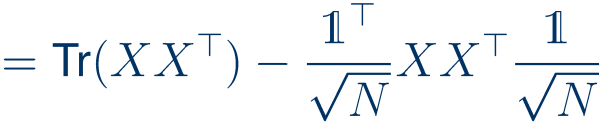 = Tr(XX^⊤) − 𝟙^⊤/√N XX^⊤ 𝟙/√N